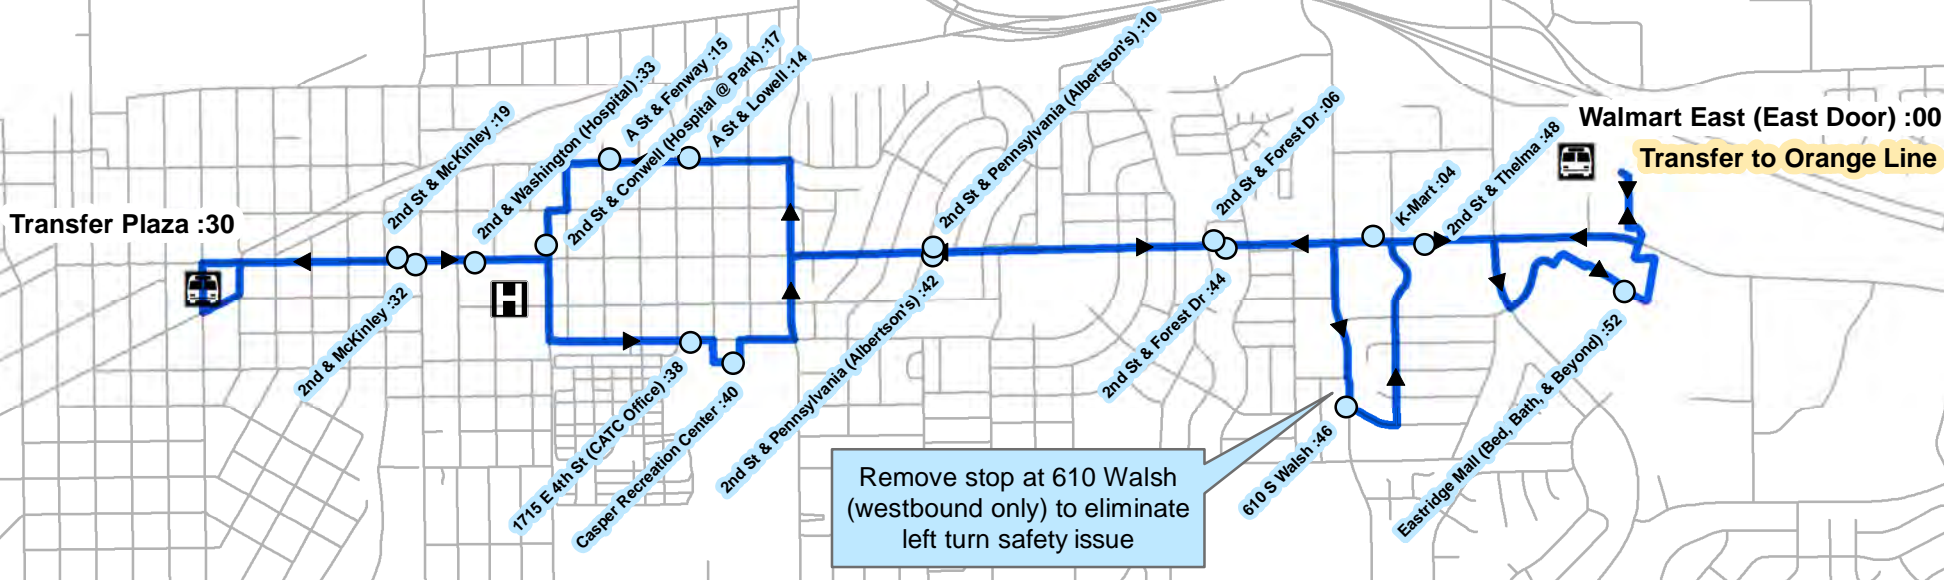 Transfer Plaza :30
2nd St & McKinley :19
2nd & McKinley :32
2nd & Washington (Hospital) :33
A St & Fenway :15
2nd St & Conwell (Hospital @ Park) :17
A St & Lowell :14
H
1715 E 4th St (CATC Office) :38
Casper Recreation Center :40
2nd St & Pennsylvania (Albertson's) :10
2nd St & Pennsylvania (Albertson's) :42
2nd St & Forest Dr :06
2nd St & Forest Dr :44
K-Mart :04
2nd St & Thelma :48
Walmart East (East Door) :00
Transfer to Orange Line
610 S Walsh :46
Eastridge Mall (Bed, Bath, & Beyond) :52
Remove stop at 610 Walsh
(westbound only) to eliminate
left turn safety issue